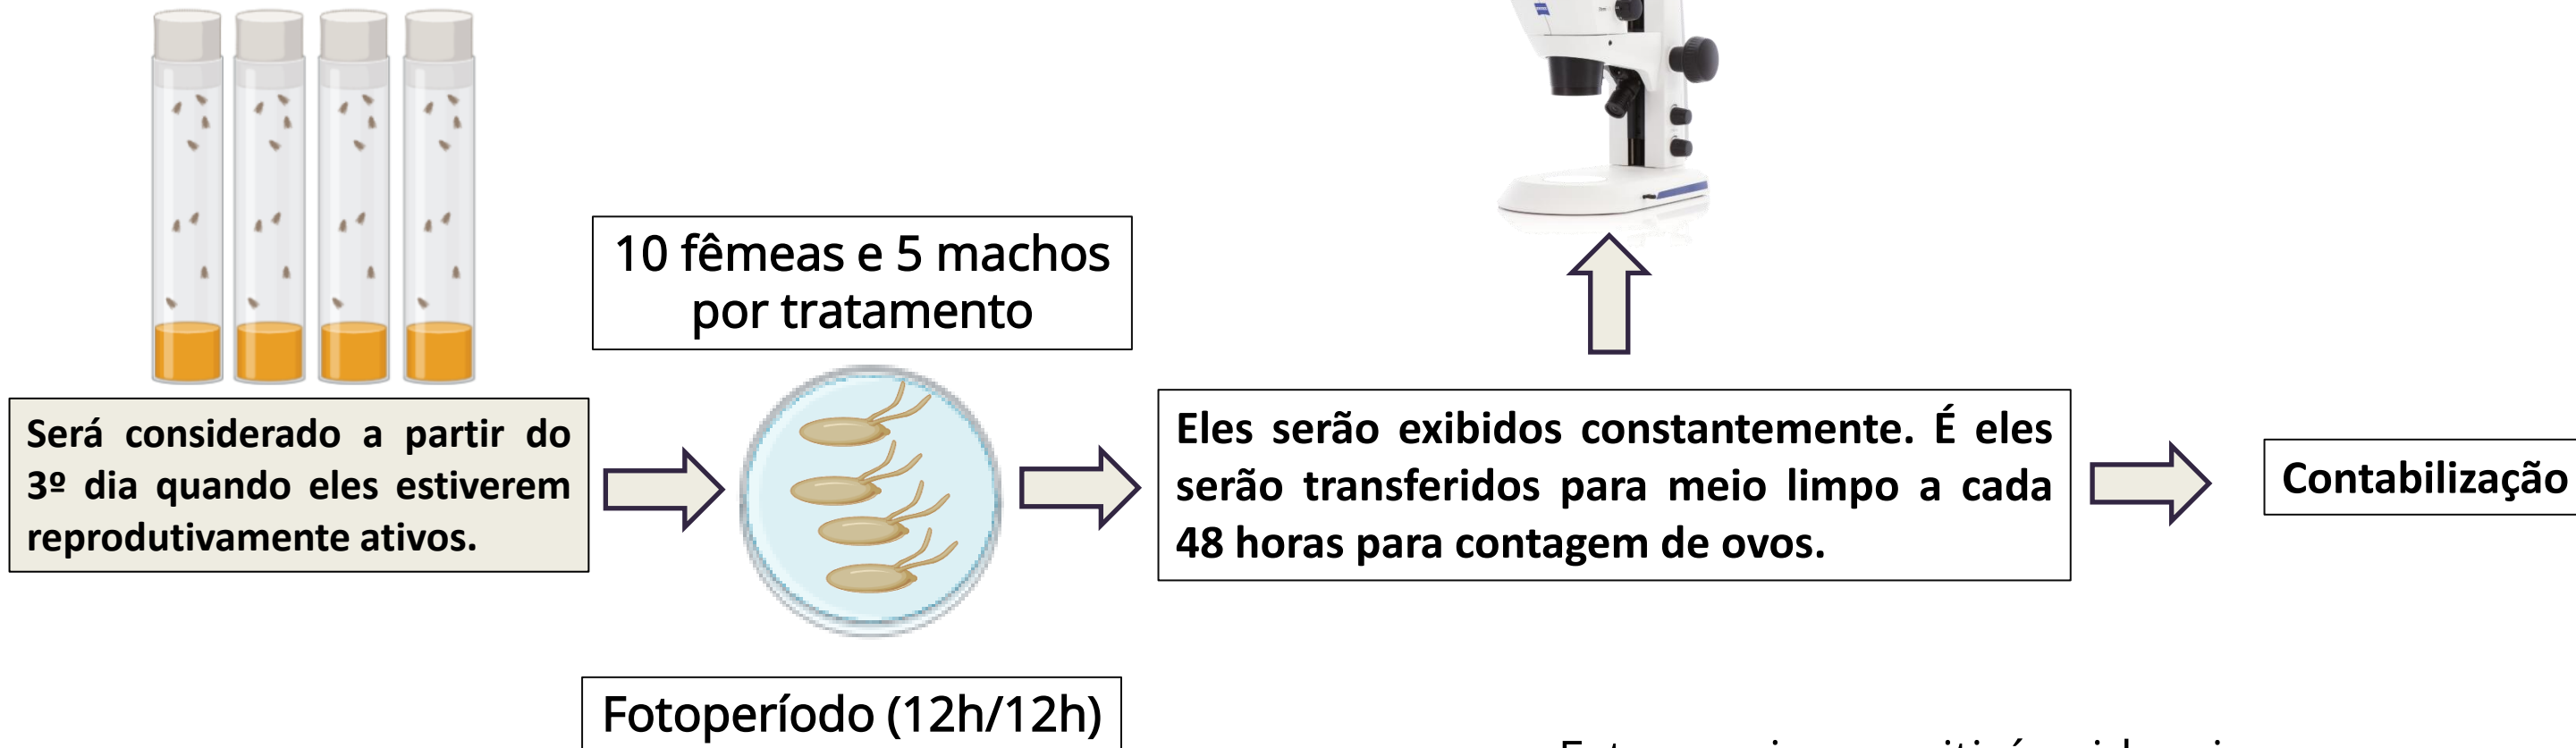 10 fêmeas e 5 machos
por tratamento
Será considerado a partir do
3º dia quando eles estiverem
reprodutivamente ativos.
Eles serão exibidos constantemente. É eles
serão transferidos para meio limpo a cada
48 horas para contagem de ovos.
Contabilização
Fotoperíodo (12h/12h)